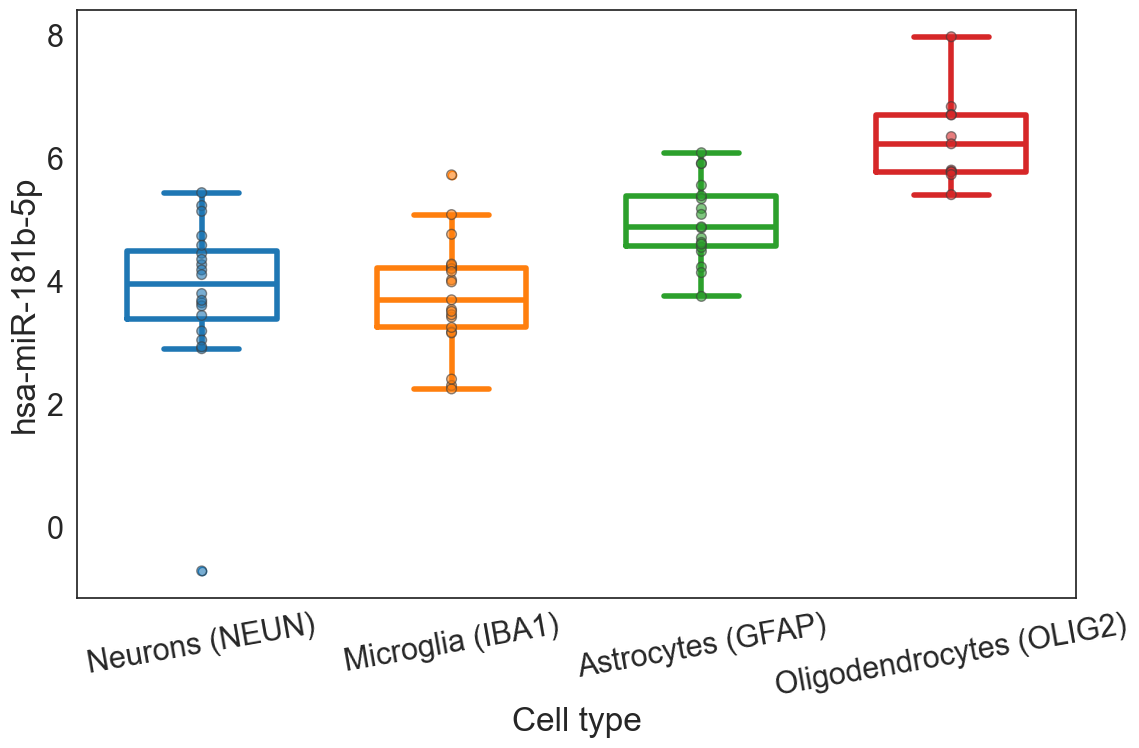 hsa-miR-181b-5p
8
6
4
2
0
Neurons (NEUN)
Microglia (IBA1)
Astrocytes (GFAP)
Oligodendrocytes (OLIG2)
Cell type